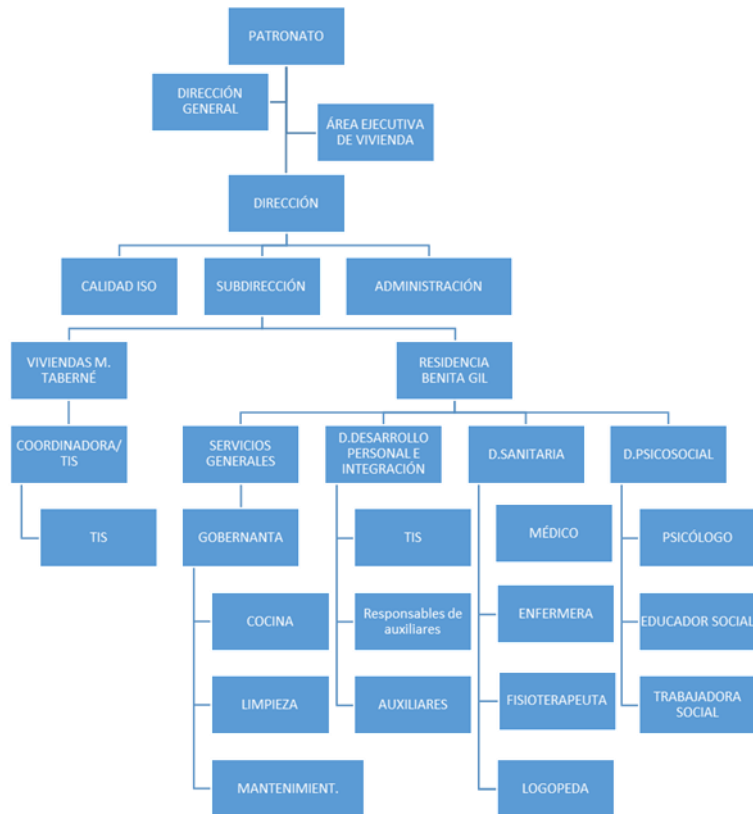 PATRONATO
DIRECCIÓN
GENERAL
ÁREA EJECUTIVA
DE VIVIENDA
DIRECCIÓN
CALIDAD ISO
SUBDIRECCIÓN
ADMINISTRACIÓN
VIVIENDAS M.
TABERNÉ
RESIDENCIA
BENITA GIL
COORDINADORA/
TIS
SERVICIOS
GENERALES
D.DESARROLLO
PERSONAL E
INTEGRACIÓN
D.SANITARIA
D.PSICOSOCIAL
TIS
GOBERNANTA
TIS
MÉDICO
PSICÓLOGO
COCINA
Responsables de
auxiliares
ENFERMERA
EDUCADOR SOCIAL
LIMPIEZA
AUXILIARES
FISIOTERAPEUTA
TRABAJADORA
SOCIAL
MANTENIMIENT.
LOGOPEDA